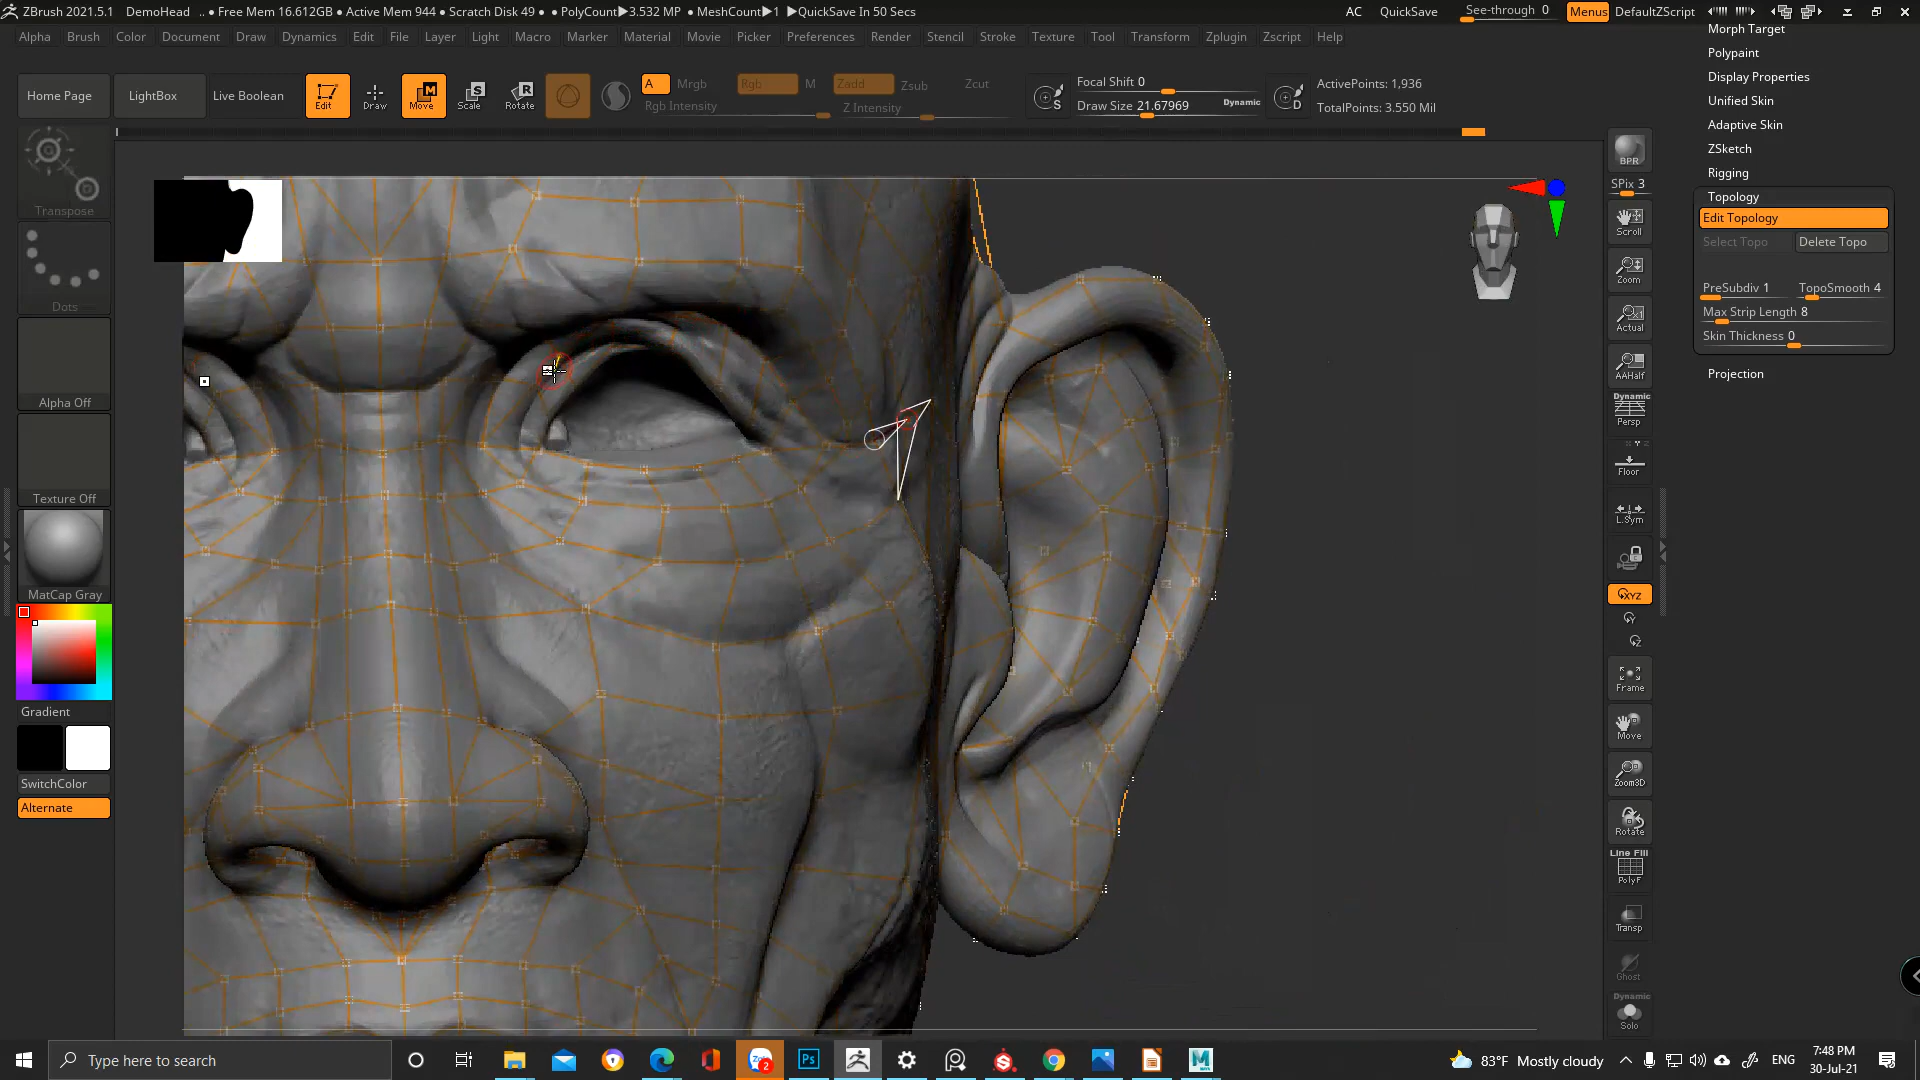 ZBrush 2021.5.1 DemoHead .. • Free Mem 16.612GB • Active Mem 944 • Scratch Disk 49 • • PolyCount▶3.532 MP • MeshCount▶1 ▶QuickSave In 50 Secs AC QuickSave See-through 0 Menus DefaultZScript
Alpha Brush Color Document Draw Dynamics Edit File Layer Light Macro Marker Material Movie Picker Preferences Render Stencil Stroke Texture Tool Transform Zplugin Zscript Help
Home Page LightBox Live Boolean Edit Draw Move Scale Rotate
A Mrgb Rgb M Zadd Zsub Zcut
Rgb Intensity Z Intensity
S Focal Shift 0
Draw Size 21.67969 Dynamic D
ActivePoints: 1,936
TotalPoints: 3.550 Mil
Transpose
Dots
Alpha Off
Texture Off
MatCap Gray
Gradient
SwitchColor
Alternate
BPR
SPix 3
Scroll
Zoom
Actual
AAHalf
Dynamic
Persp
Floor
L.Sym
XYZ
Frame
Move
Zoom3D
Rotate
Line Fill
PolyF
Transp
Ghost
Dynamic
Solo
Morph Target
Polypaint
Display Properties
Unified Skin
Adaptive Skin
ZSketch
Rigging
Topology
Edit Topology
Select Topo Delete Topo
PreSubdiv 1 TopoSmooth 4
Max Strip Length 8
Skin Thickness 0
Projection
Type here to search
2
Ps
83°F Mostly cloudy ENG
7:48 PM
30-Jul-21